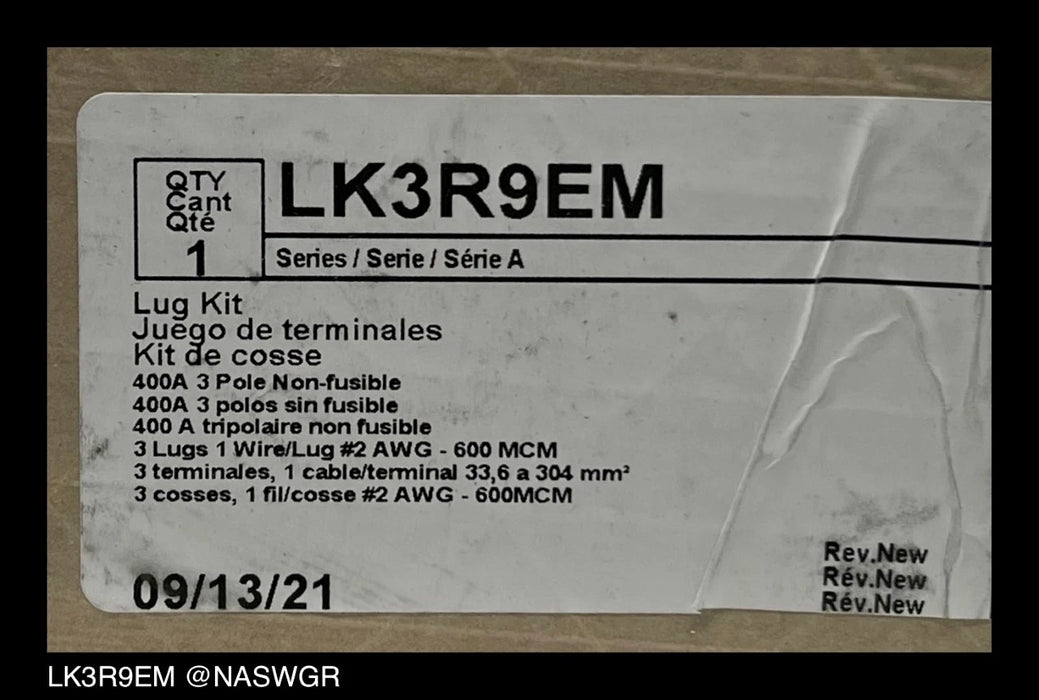 QTY
Cant
Qté
1
LK3R9EM
Series / Serie / Série A
Lug Kit
Juego de terminales
Kit de cosse
400A 3 Pole Non-fusible
400A 3 polos sin fusible
400 A tripolaire non fusible
3 Lugs 1 Wire/Lug #2 AWG - 600 MCM
3 terminales, 1 cable/terminal 33,6 a 304 mm²
3 cosses, 1 fil/cosse #2 AWG - 600MCM
09/13/21
Rev.New
Rév.New
Rév.New
LK3R9EM @NASWGR